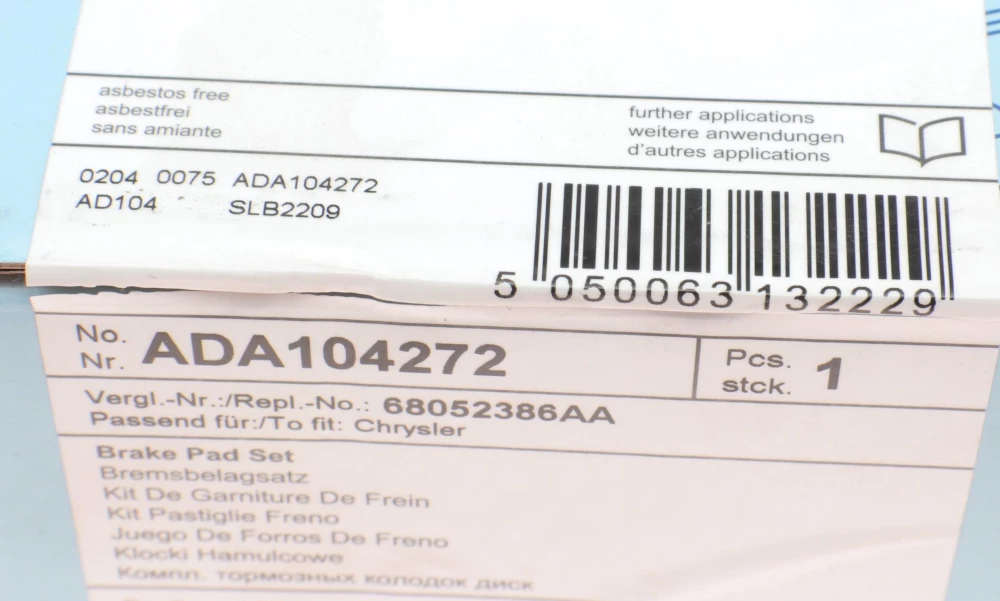 asbestos free
asbestfrei
sans amiante
further applications
weitere anwendungen
d'autres applications
0204 0075 ADA104272
AD104 SLB2209
5 050063 132229
No.
Nr. ADA104272
Pcs.
stck. 1
Vergl.-Nr.:/Repl.-No.: 68052386AA
Passend für:/To fit: Chrysler
Brake Pad Set
Bremsbelagsatz
Kit De Garniture De Frein
Kit Pastiglie Freno
Juego De Forros De Freno
Klocki Hamulcowe
Компл. тормозных колодок диск